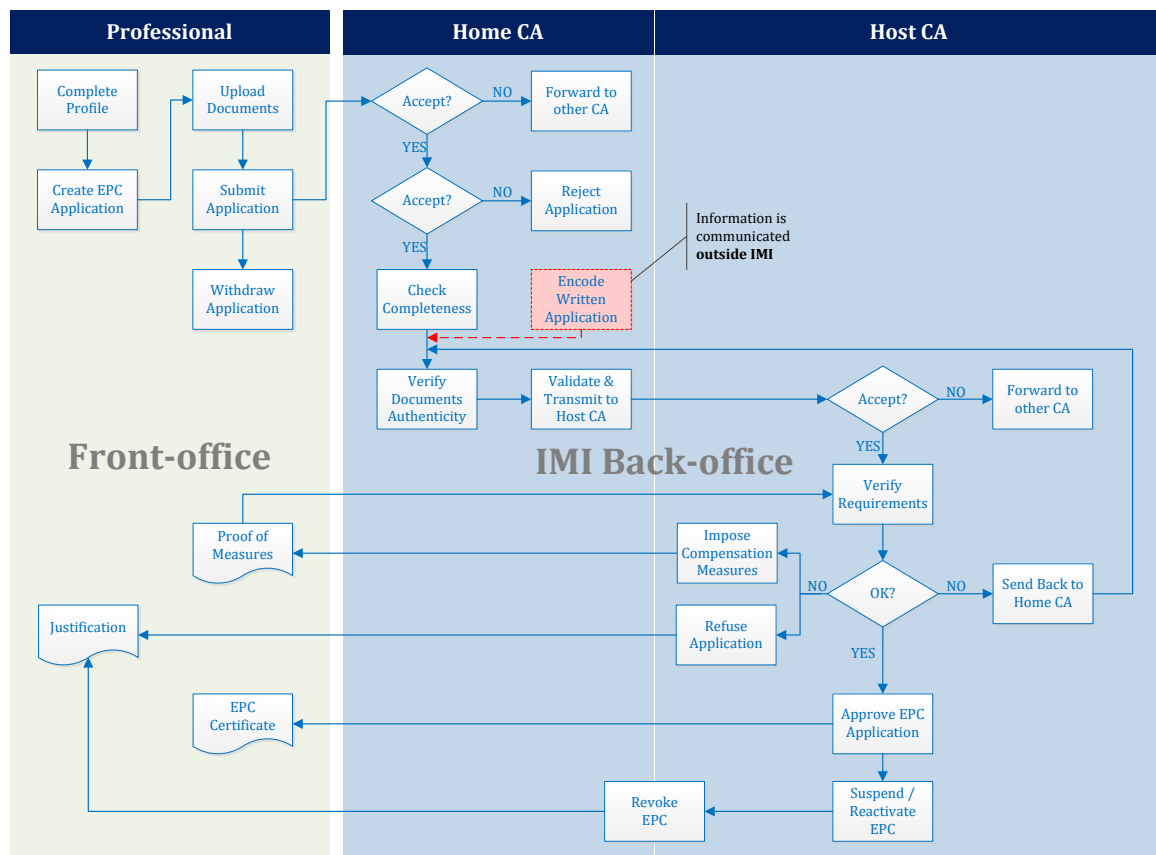 Professional
Home CA
Host CA
Complete
Profile
Upload
Documents
Accept?
NO
Forward to
other CA
YES
Create EPC
Application
Submit
Application
Accept?
NO
Reject
Application
YES
Information is
communicated
outside IMI
Withdraw
Application
Check
Completeness
Encode
Written
Application
Verify
Documents
Authenticity
Validate &
Transmit to
Host CA
Accept?
NO
Forward to
other CA
YES
Front-office
IMI Back-office
Verify
Requirements
Proof of
Measures
Impose
Compensation
Measures
NO
OK?
NO
Send Back to
Home CA
Justification
Refuse
Application
YES
EPC
Certificate
Approve EPC
Application
Revoke
EPC
Suspend /
Reactivate
EPC